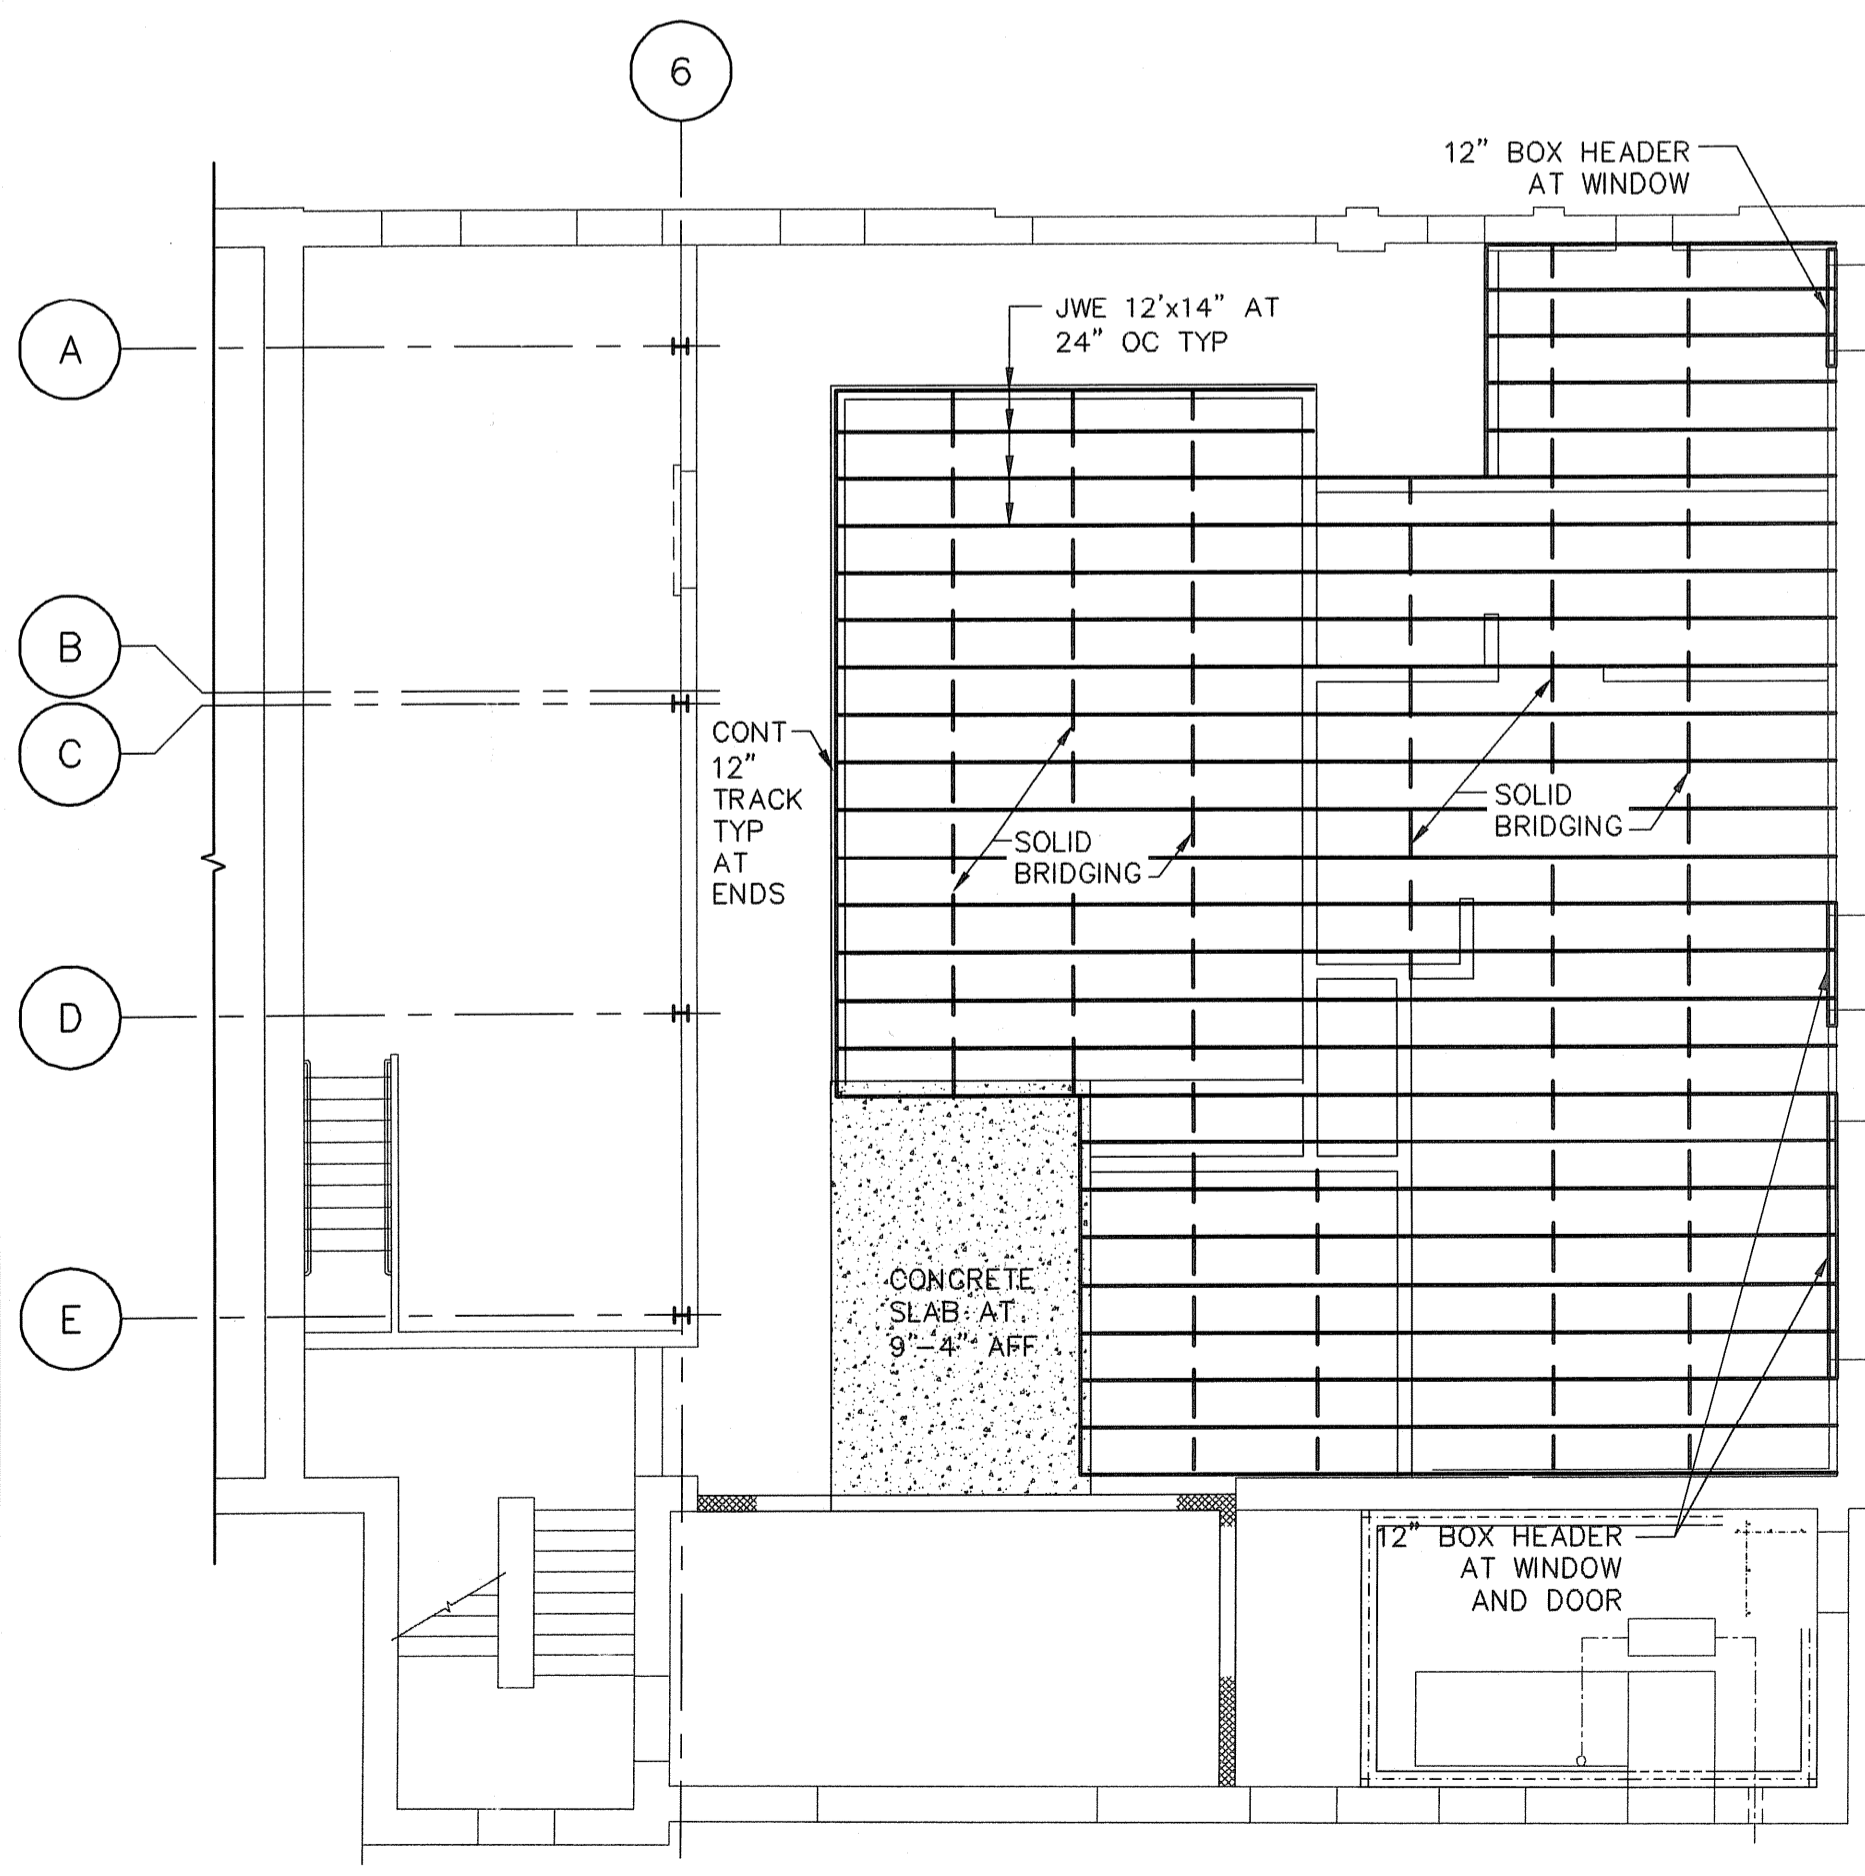 6
12" BOX HEADER
AT WINDOW
JWE 12'x14" AT
24" OC TYP
A
B
C
CONT
12"
TRACK
TYP
AT
ENDS
SOLID
BRIDGING
SOLID
BRIDGING
D
E
CONCRETE
SLAB AT
9"-4" AFF
12" BOX HEADER
AT WINDOW
AND DOOR